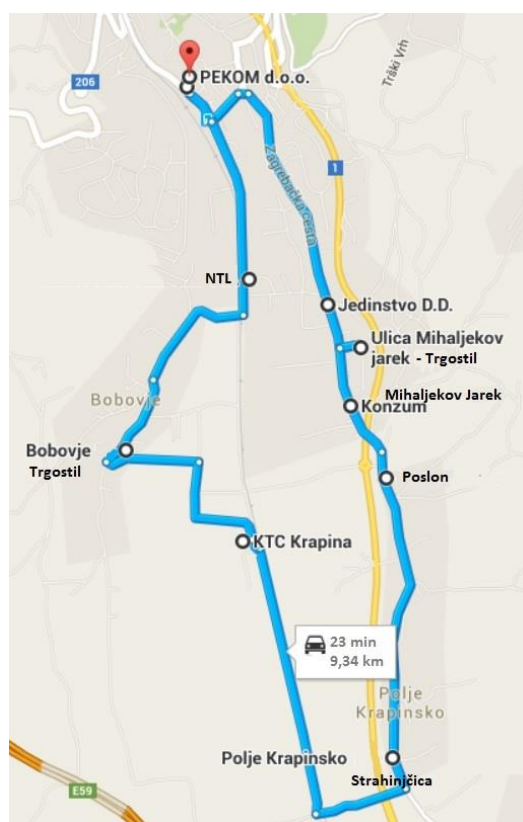 206
PEKOM d.o.o.
Trški Vrh
Zagrebačka cesta
1
NTL
Jedinstvo D.D.
Ulica Mihaljekov
jarek - Trgostil
Mihaljekov Jarek
Konzum
Bobovje
Bobovje
Trgostil
Poslon
KTC Krapina
23 min
9,34 km
Polje
Krapinsko
Polje Krapinsko
Strahinjčica
E59